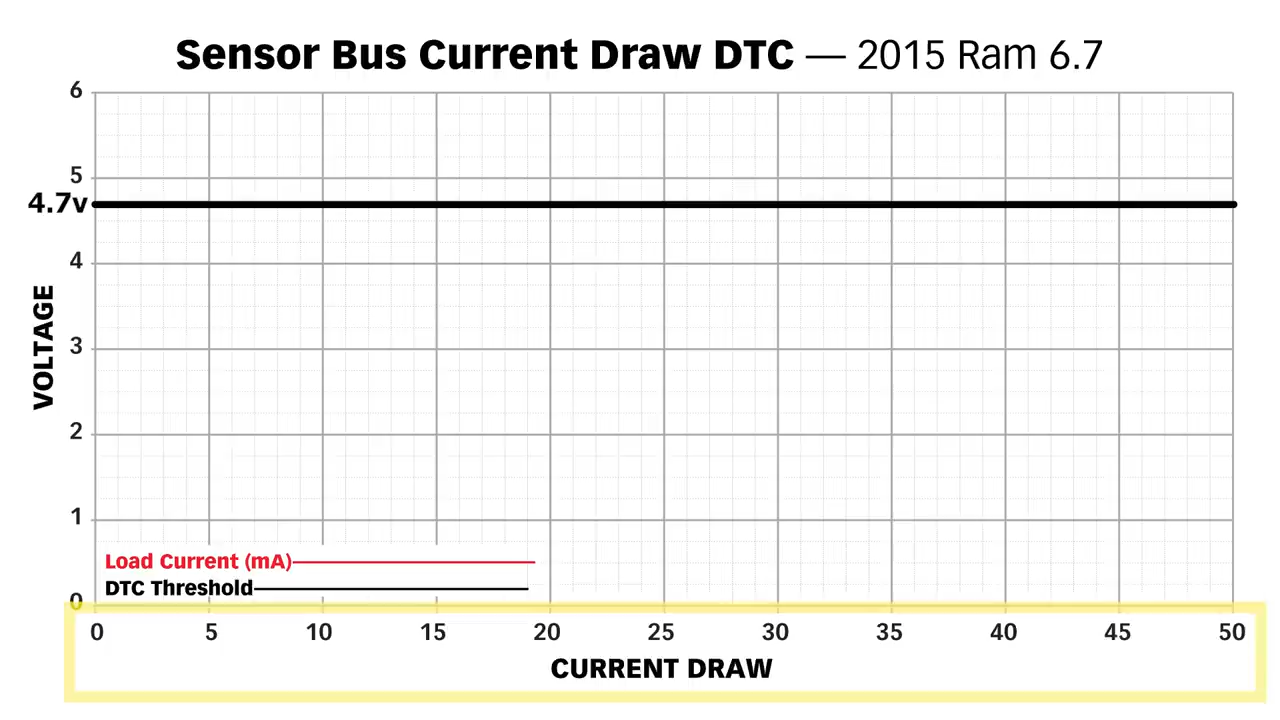 Sensor Bus Current Draw DTC — 2015 Ram 6.7
6
5
4.7v
4
3
2
1
0
VOLTAGE
Load Current (mA)
DTC Threshold
0 5 10 15 20 25 30 35 40 45 50
CURRENT DRAW